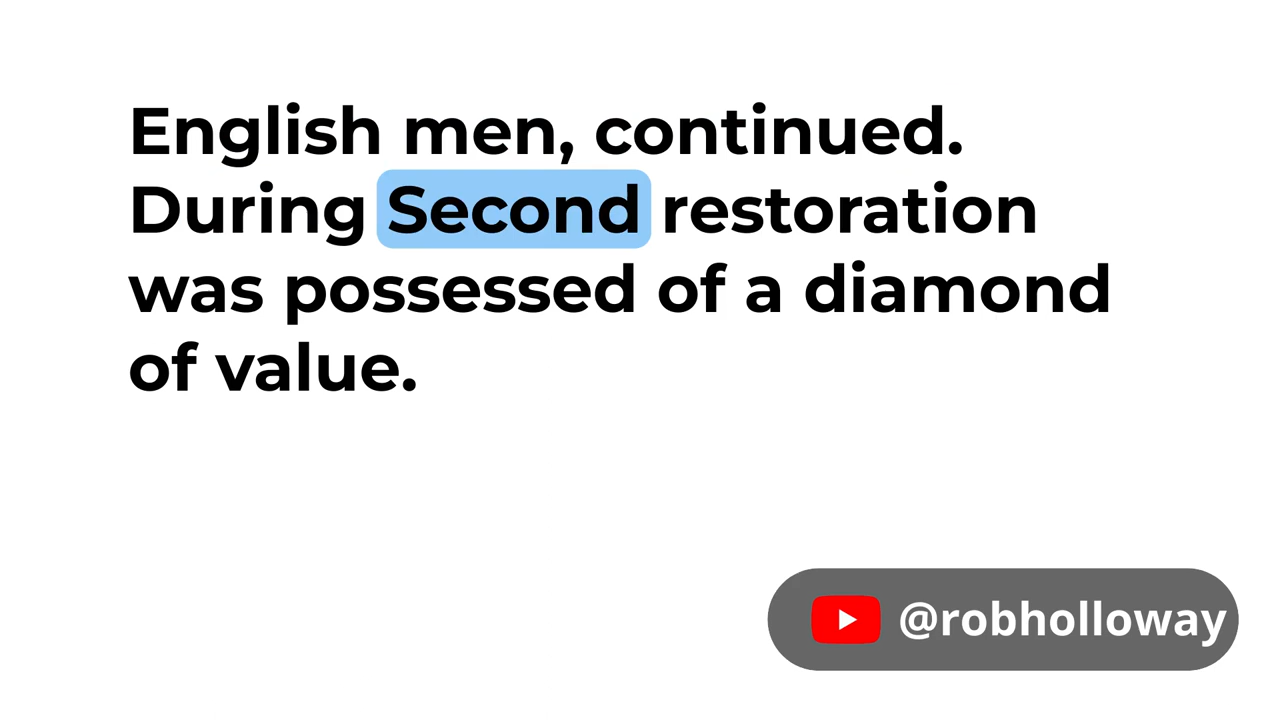 English men, continued.
During Second restoration
was possessed of a diamond
of value.
@robholloway